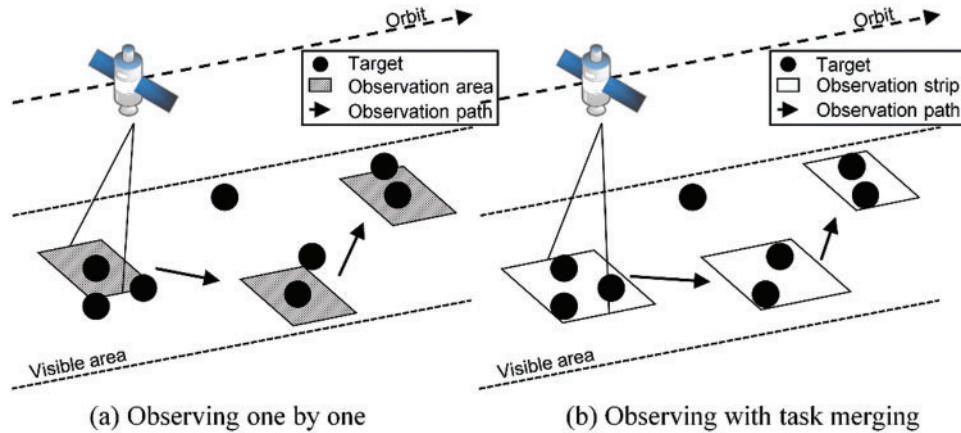 Orbit
Target
Observation area
Observation path
Visible area
(a) Observing one by one
Orbit
Target
Observation strip
Observation path
Visible area
(b) Observing with task merging